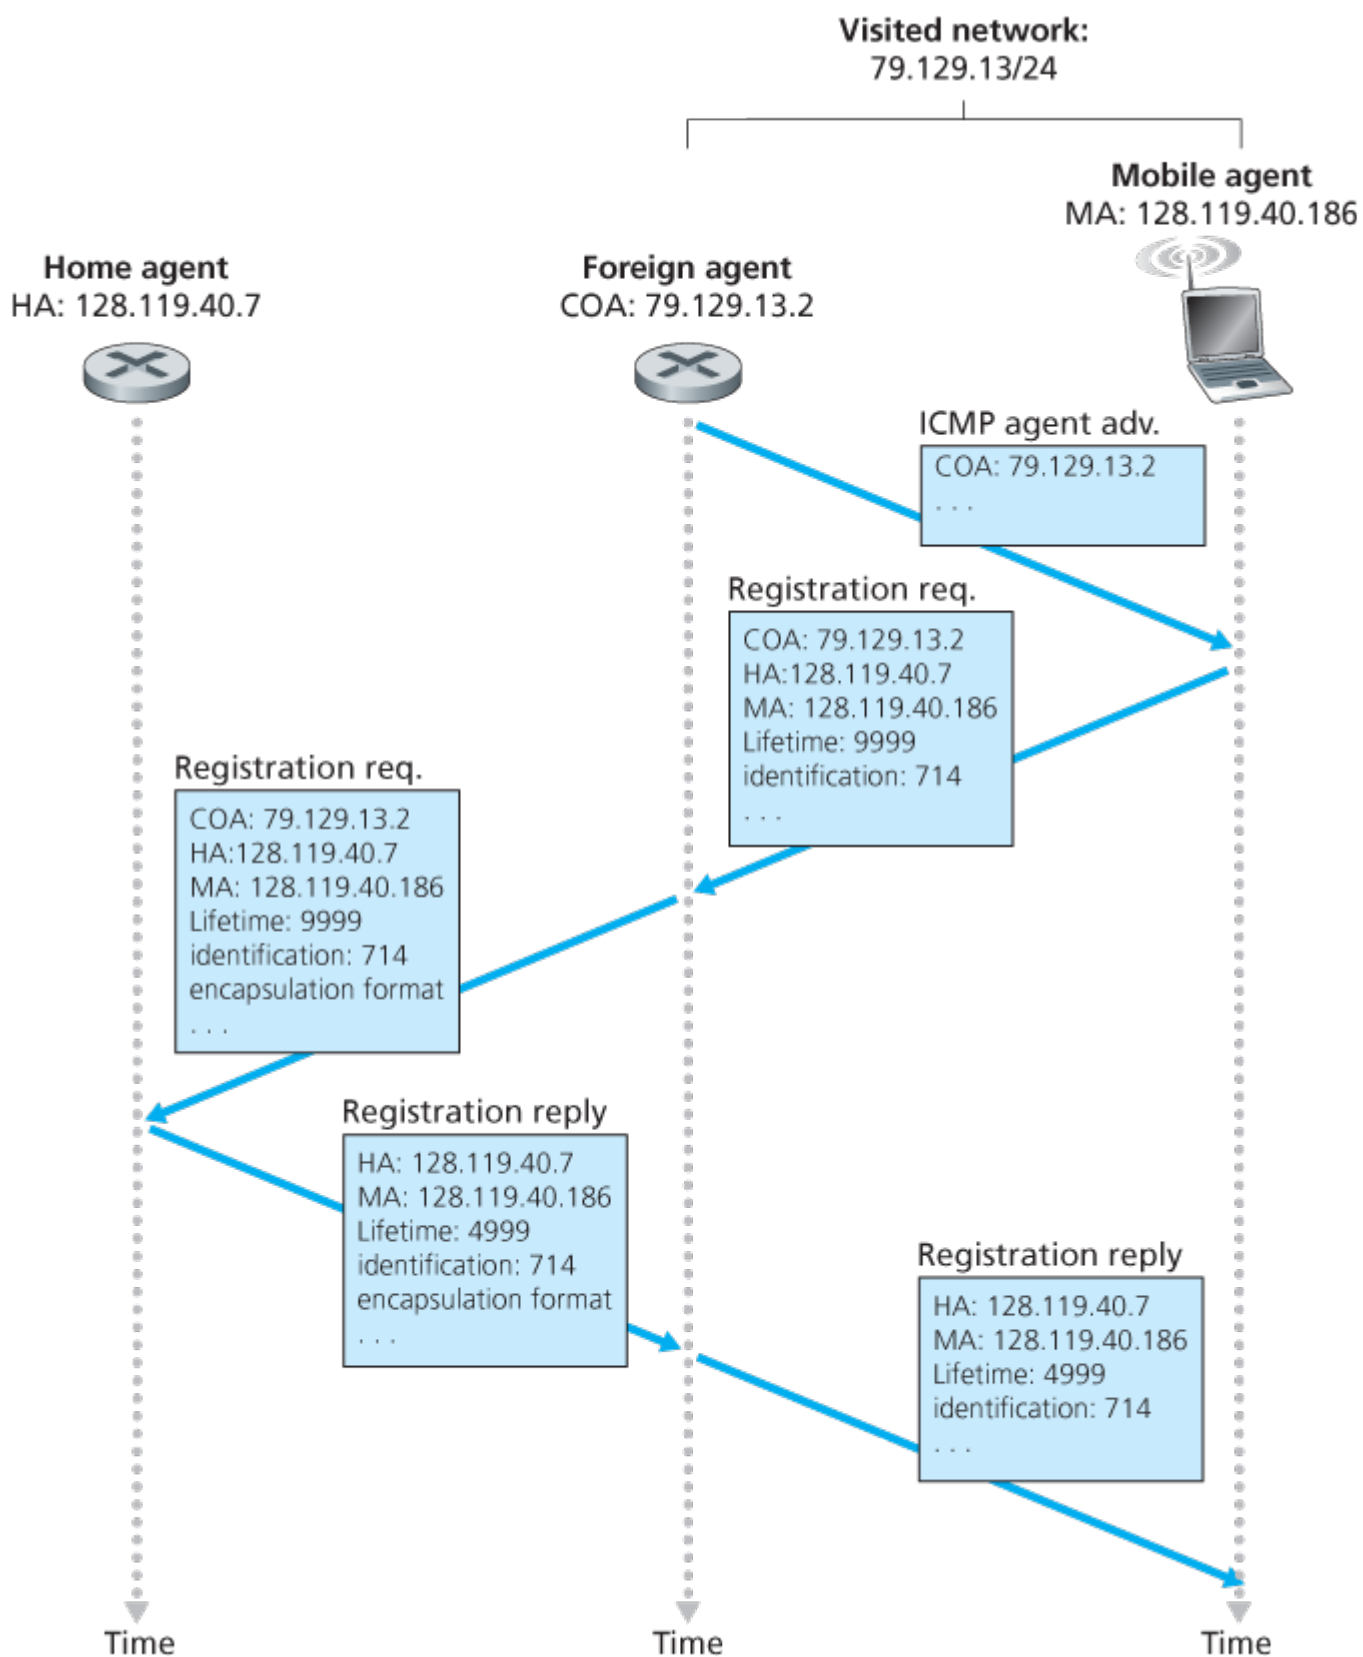 Visited network:
79.129.13/24
Mobile agent
MA: 128.119.40.186
Home agent
HA: 128.119.40.7
Foreign agent
COA: 79.129.13.2
ICMP agent adv.
COA: 79.129.13.2
. . .
Registration req.
COA: 79.129.13.2
HA:128.119.40.7
MA: 128.119.40.186
Lifetime: 9999
identification: 714
. . .
Registration req.
COA: 79.129.13.2
HA:128.119.40.7
MA: 128.119.40.186
Lifetime: 9999
identification: 714
encapsulation format
. . .
Registration reply
HA: 128.119.40.7
MA: 128.119.40.186
Lifetime: 4999
identification: 714
encapsulation format
. . .
Registration reply
HA: 128.119.40.7
MA: 128.119.40.186
Lifetime: 4999
identification: 714
. . .
Time
Time
Time